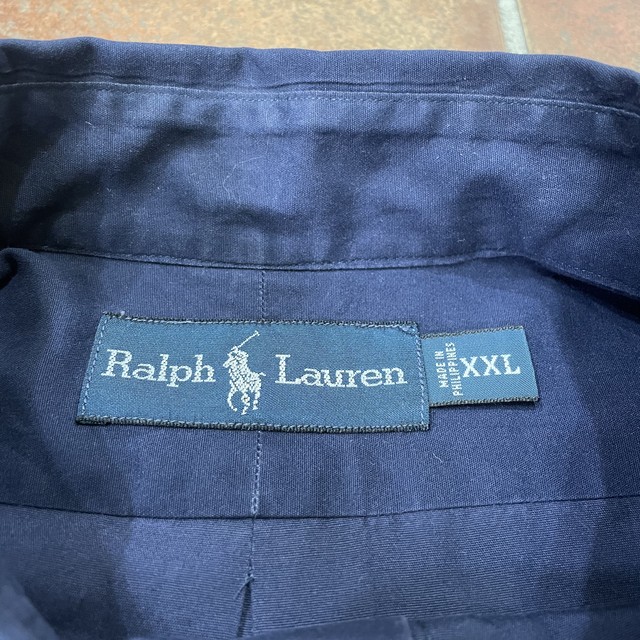 Ralph Lauren
MADE IN
PHILIPPINES
XXL